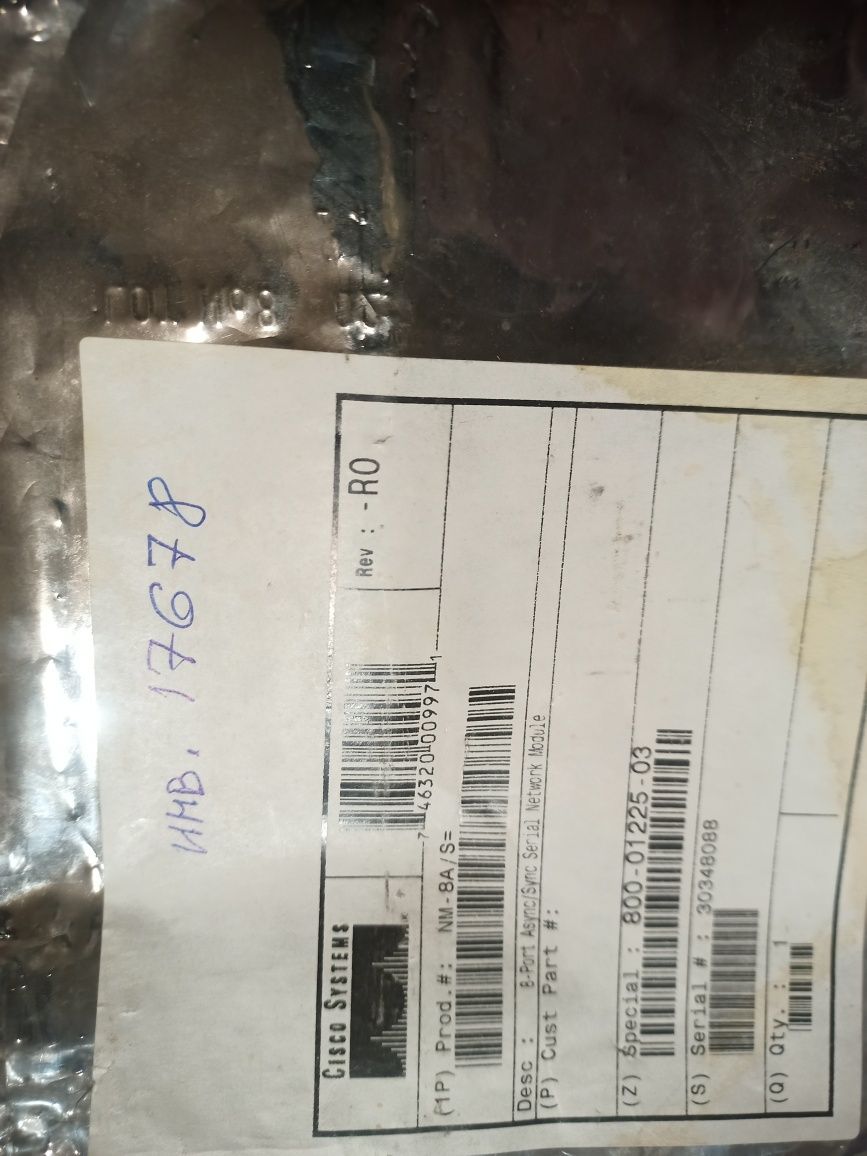 инв. 17678
CISCO SYSTEMS
7 46320 00997 1
Rev : -R0
(1P) Prod.#: NM-8A/S=
Desc : 8-Port Async/Sync Serial Network Module
(P) Cust Part #:
(Z) Special : 800-01225-03
(S) Serial # : 30348088
(Q) Qty. : 1